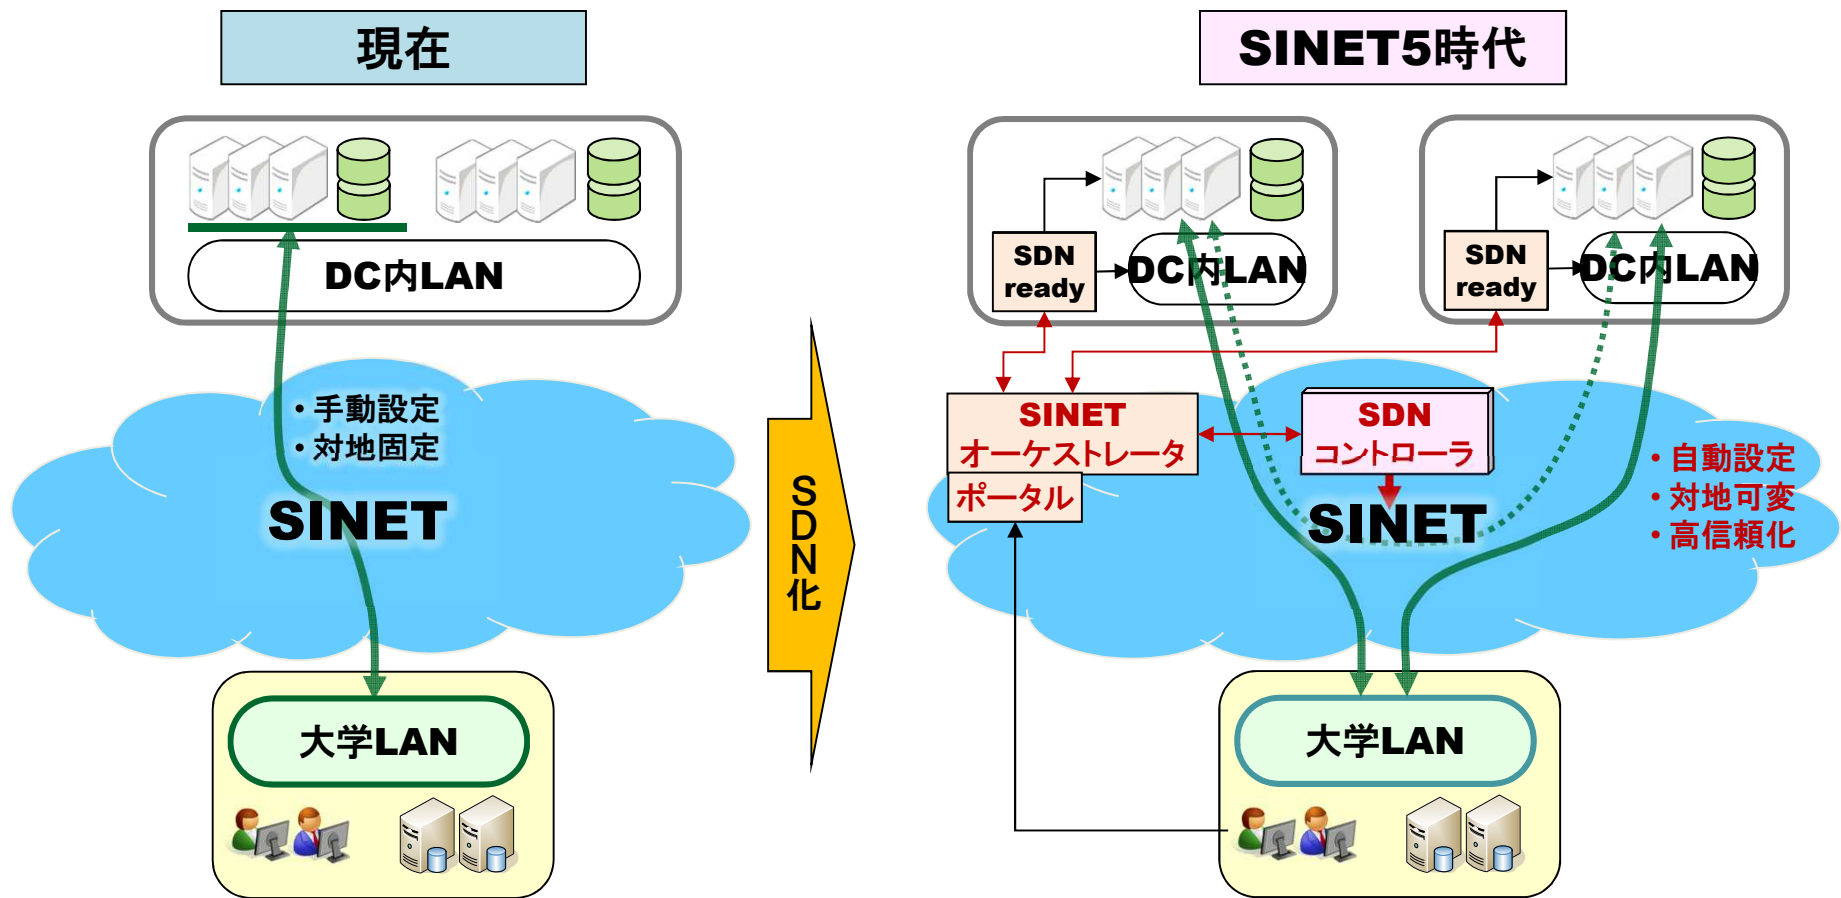 現在
DC内LAN
・手動設定
・対地固定
SINET
大学LAN
SDN化
SINET5時代
SDN
ready
DC内LAN
SDN
ready
DC内LAN
SINET
オーケストレータ
ポータル
SDN
コントローラ
SINET
・自動設定
・対地可変
・高信頼化
大学LAN